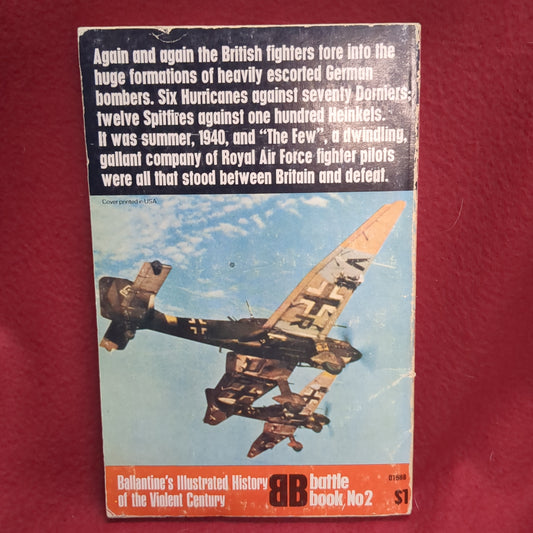 Again and again the British fighters tore into the
huge formations of heavily escorted German
bombers. Six Hurricanes against seventy Dorniers;
twelve Spitfires against one hundred Heinkels.
It was summer, 1940, and "The Few", a dwindling,
gallant company of Royal Air Force fighter pilots
were all that stood between Britain and defeat.
Cover printed in USA.
Ballantine's Illustrated History
of the Violent Century
BB
battle
book, No 2
01566
$1